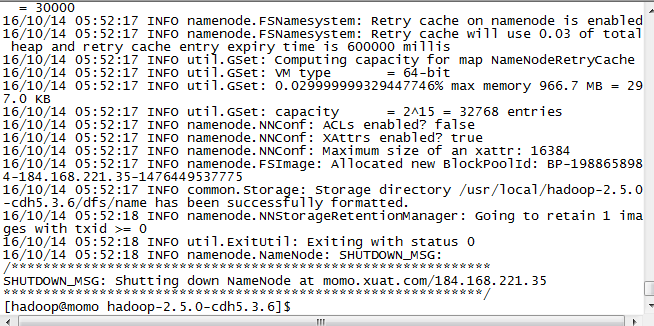 = 30000
16/10/14 05:52:17 INFO namenode.FSNamesystem: Retry cache on namenode is enabled
16/10/14 05:52:17 INFO namenode.FSNamesystem: Retry cache will use 0.03 of total
 heap and retry cache entry expiry time is 600000 millis
16/10/14 05:52:17 INFO util.GSet: Computing capacity for map NameNodeRetryCache
16/10/14 05:52:17 INFO util.GSet: VM type       = 64-bit
16/10/14 05:52:17 INFO util.GSet: 0.029999999329447746% max memory 966.7 MB = 29
7.0 KB
16/10/14 05:52:17 INFO util.GSet: capacity      = 2^15 = 32768 entries
16/10/14 05:52:17 INFO namenode.NNConf: ACLs enabled? false
16/10/14 05:52:17 INFO namenode.NNConf: XAttrs enabled? true
16/10/14 05:52:17 INFO namenode.NNConf: Maximum size of an xattr: 16384
16/10/14 05:52:17 INFO namenode.FSImage: Allocated new BlockPoolId: BP-198865898
4-184.168.221.35-1476449537775
16/10/14 05:52:17 INFO common.Storage: Storage directory /usr/local/hadoop-2.5.0
-cdh5.3.6/dfs/name has been successfully formatted.
16/10/14 05:52:18 INFO namenode.NNStorageRetentionManager: Going to retain 1 ima
ges with txid >= 0
16/10/14 05:52:18 INFO util.ExitUtil: Exiting with status 0
16/10/14 05:52:18 INFO namenode.NameNode: SHUTDOWN_MSG:
/************************************************************
SHUTDOWN_MSG: Shutting down NameNode at momo.xuat.com/184.168.221.35
************************************************************/
[hadoop@momo hadoop-2.5.0-cdh5.3.6]$